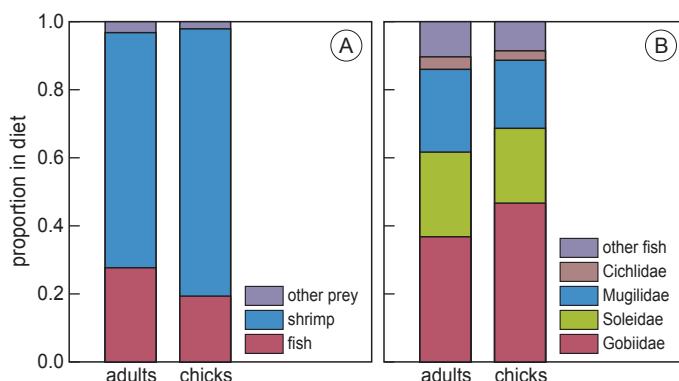 proportion in diet
1.0
0.8
0.6
0.4
0.2
0.0
A
other prey
shrimp
fish
adults chicks
B
other fish
Cichlidae
Mugilidae
Soleidae
Gobiidae
adults chicks